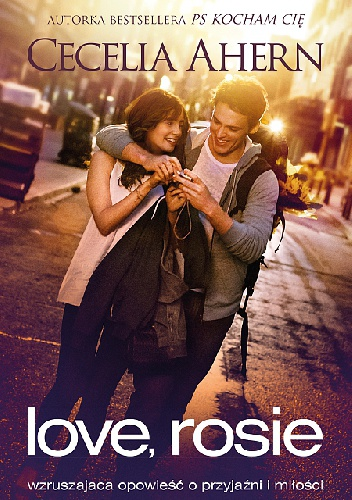 AUTORKA BESTSELLERA PS KOCHAM CIĘ
CECELIA AHERN
love, rosie
wzruszająca opowieść o przyjaźni i miłości